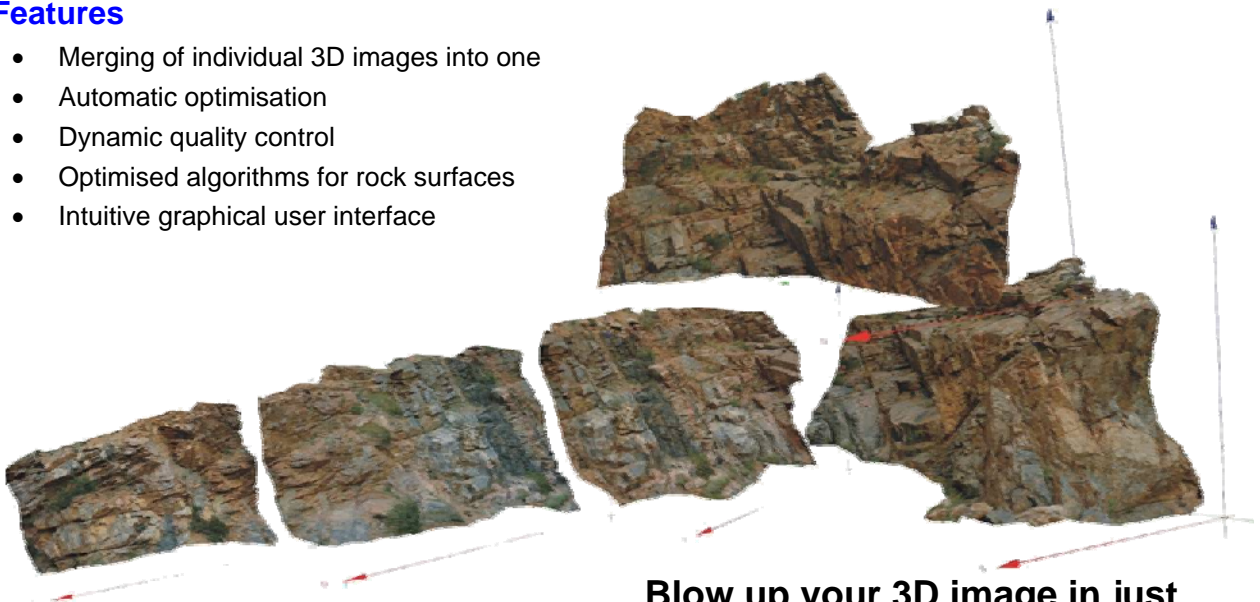 Features
• Merging of individual 3D images into one
• Automatic optimisation
• Dynamic quality control
• Optimised algorithms for rock surfaces
• Intuitive graphical user interface
Blow up your 3D image in just